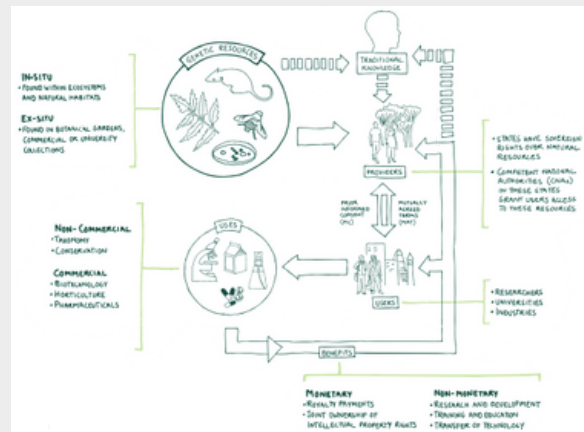 GENETIC RESOURCES
TRADITIONAL
KNOWLEDGE
IN-SITU
• FOUND WITHIN ECOSYSTEMS
AND NATURAL HABITATS
EX-SITU
• FOUND IN BOTANICAL GARDENS,
COMMERCIAL OR UNIVERSITY
COLLECTIONS
• STATES HAVE SOVEREIGN
RIGHTS OVER NATURAL
RESOURCES
• COMPETENT NATIONAL
AUTHORITIES (CNAs)
IN THESE STATES
GRANT USERS ACCESS
TO THESE RESOURCES
PROVIDERS
PRIOR
INFORMED
CONSENT
(PIC)
MUTUALLY
AGREED
TERMS
(MAT)
USES
NON-COMMERCIAL
• TAXONOMY
• CONSERVATION
COMMERCIAL
• BIOTECHNOLOGY
• HORTICULTURE
• PHARMACEUTICALS
USERS
• RESEARCHERS
• UNIVERSITIES
• INDUSTRIES
BENEFITS
MONETARY
• ROYALTY PAYMENTS
• JOINT OWNERSHIP OF
INTELLECTUAL PROPERTY RIGHTS
NON-MONETARY
• RESEARCH AND DEVELOPMENT
• TRAINING AND EDUCATION
• TRANSFER OF TECHNOLOGY